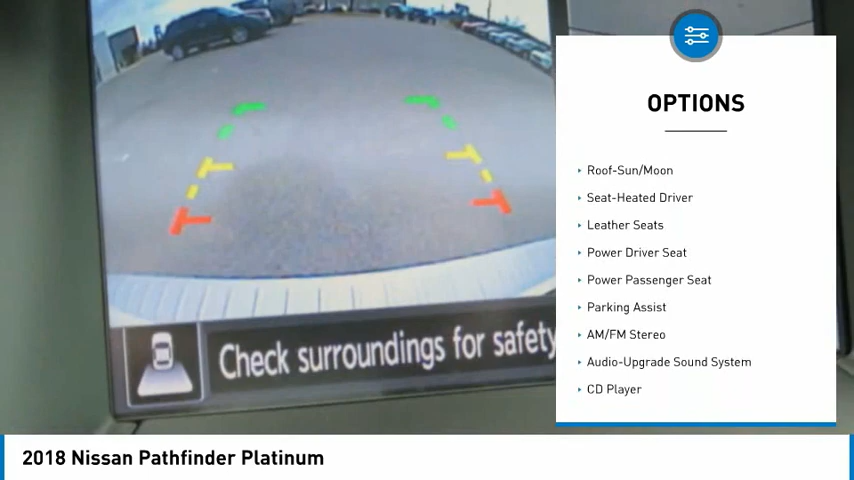 OPTIONS
Roof-Sun/Moon
Seat-Heated Driver
Leather Seats
Power Driver Seat
Power Passenger Seat
Parking Assist
AM/FM Stereo
Audio-Upgrade Sound System
CD Player
Check surroundings for safety
2018 Nissan Pathfinder Platinum